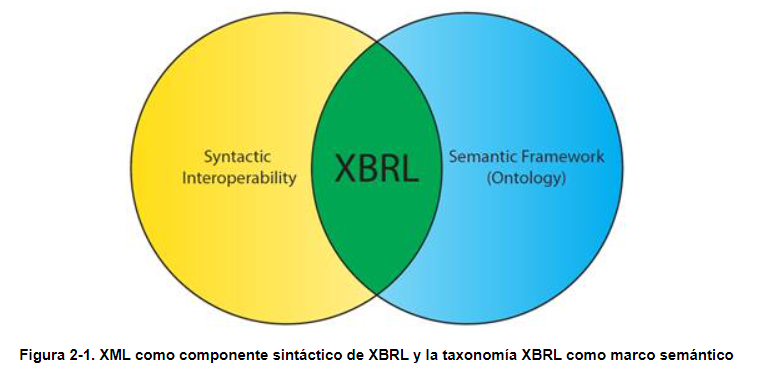 Syntactic
Interoperability
XBRL
Semantic Framework
(Ontology)
Figura 2-1. XML como componente sintáctico de XBRL y la taxonomía XBRL como marco semántico